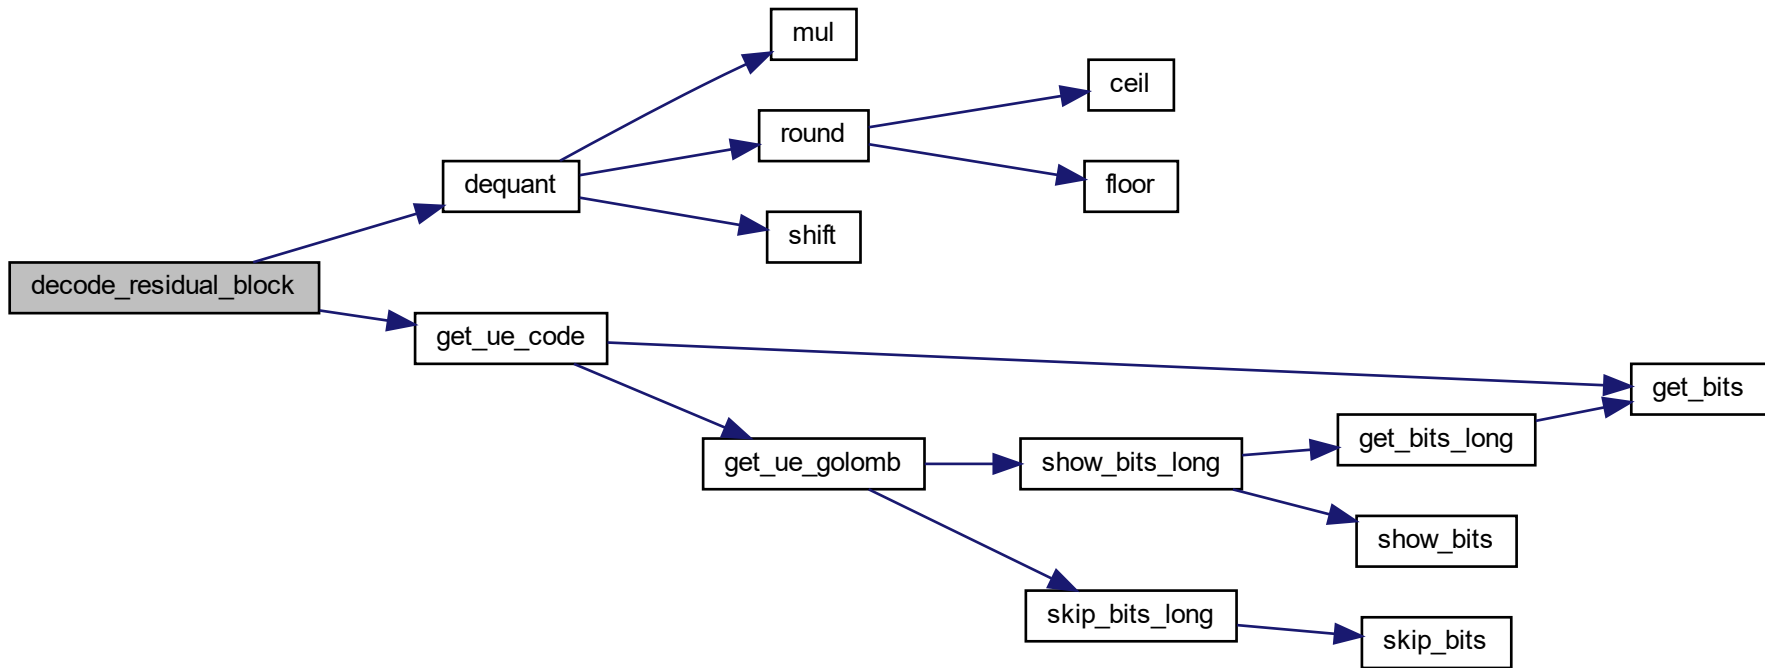 mul
ceil
round
dequant
floor
shift
decode_residual_block
get_ue_code
get_bits
get_bits_long
get_ue_golomb
show_bits_long
show_bits
skip_bits_long
skip_bits